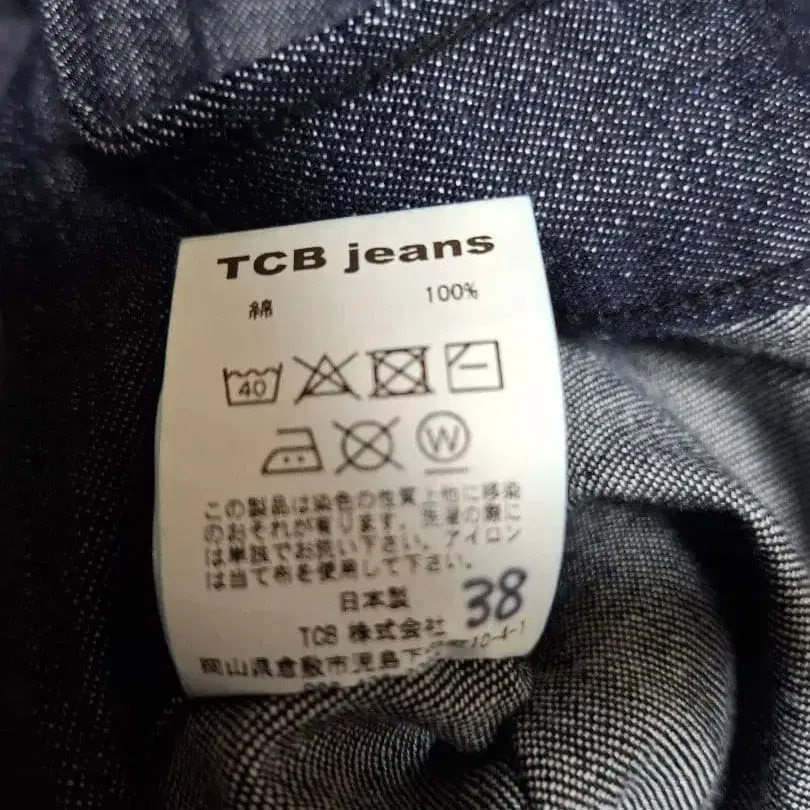 TCB jeans
綿 100%
40
W
この製品は染色の性質上他に移染
のおそれが有ります。洗濯の際に
は単独でお洗い下さい。アイロン
は当て布を使用して下さい。
日本製 38
TCB 株式会社
岡山県倉敷市児島下 10-4-1